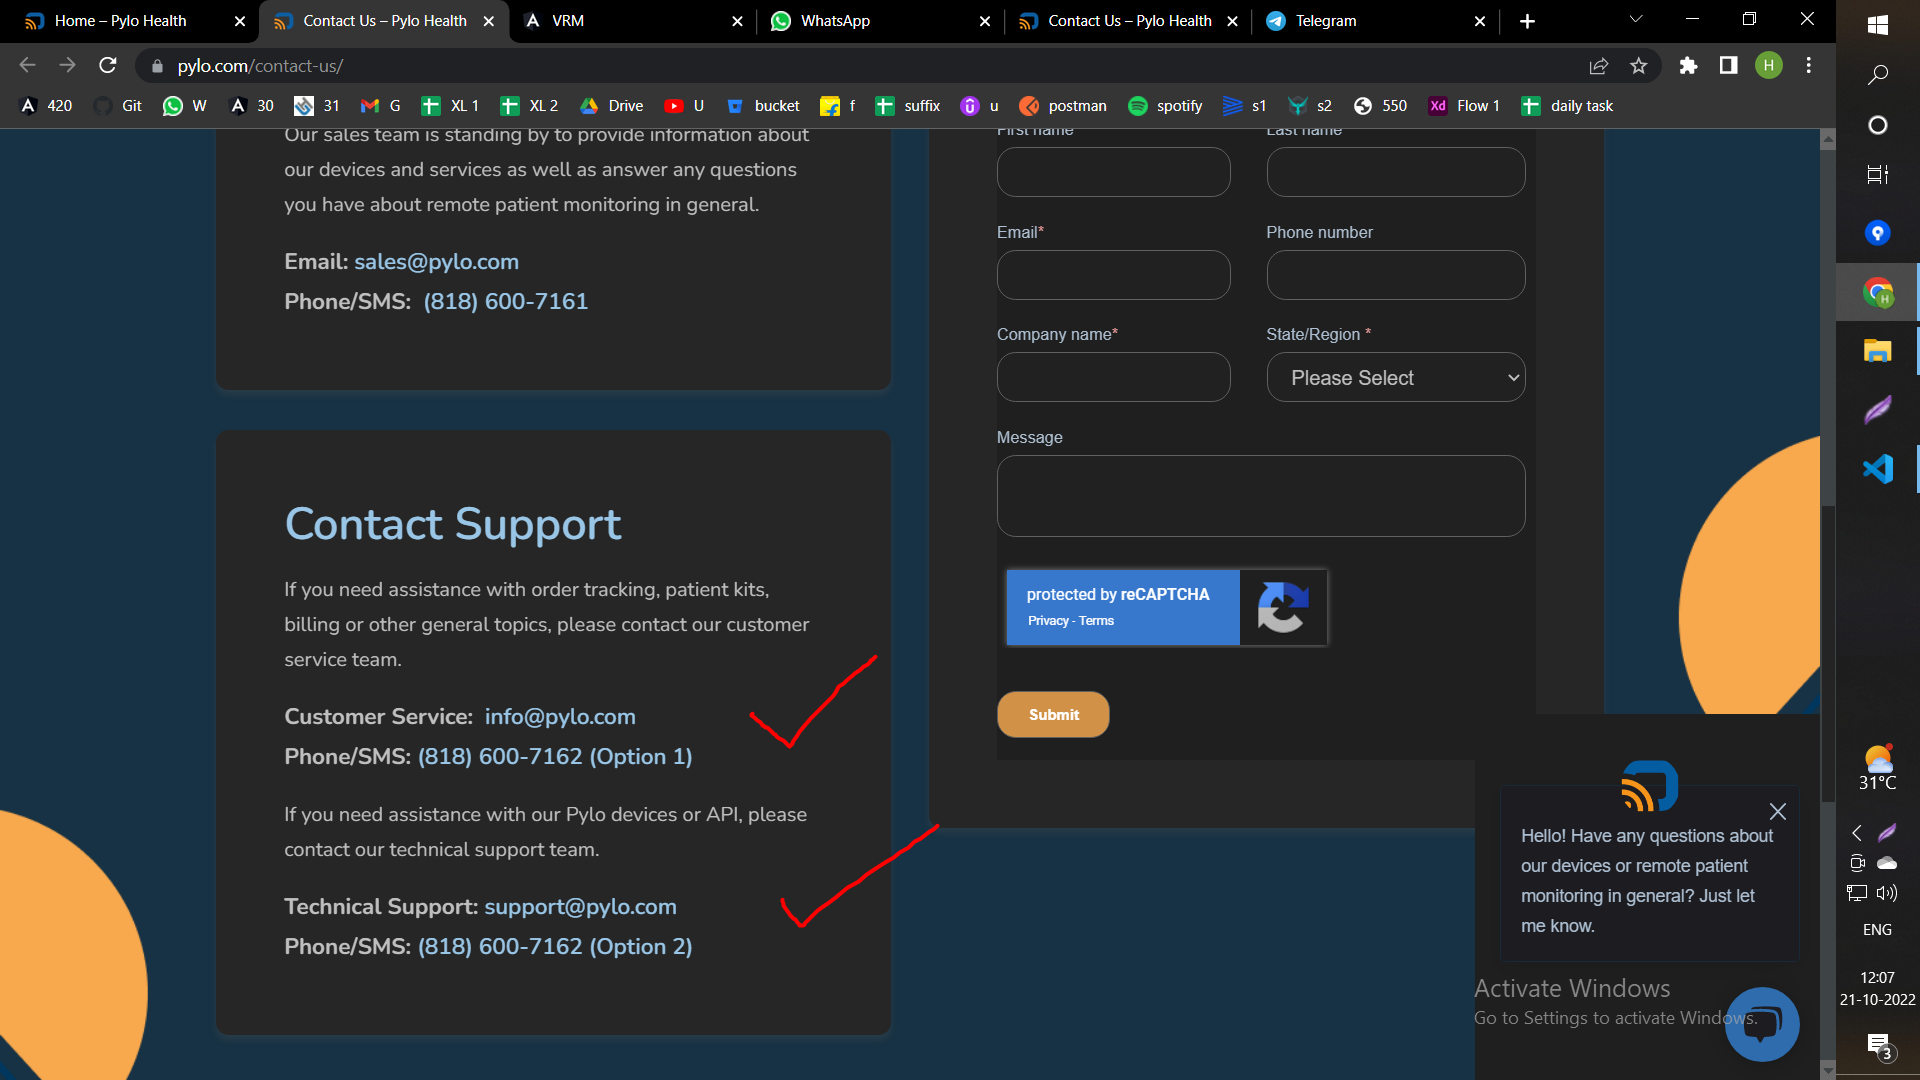 Home – Pylo Health
Contact Us – Pylo Health
VRM
WhatsApp
Contact Us – Pylo Health
Telegram
pylo.com/contact-us/
H
420
Git
W
30
31
G
XL 1
XL 2
Drive
U
bucket
f
suffix
u
postman
spotify
s1
s2
550
Xd
Flow 1
daily task
Our sales team is standing by to provide information about
our devices and services as well as answer any questions
you have about remote patient monitoring in general.
Email: sales@pylo.com
Phone/SMS: (818) 600-7161
Contact Support
If you need assistance with order tracking, patient kits,
billing or other general topics, please contact our customer
service team.
Customer Service: info@pylo.com
Phone/SMS: (818) 600-7162 (Option 1)
If you need assistance with our Pylo devices or API, please
contact our technical support team.
Technical Support: support@pylo.com
Phone/SMS: (818) 600-7162 (Option 2)
First name
Last name
Email*
Phone number
Company name*
State/Region *
Please Select
Message
protected by reCAPTCHA
Privacy - Terms
Submit
Hello! Have any questions about
our devices or remote patient
monitoring in general? Just let
me know.
Activate Windows
Go to Settings to activate Windows.
H
31°C
ENG
12:07
21-10-2022
3